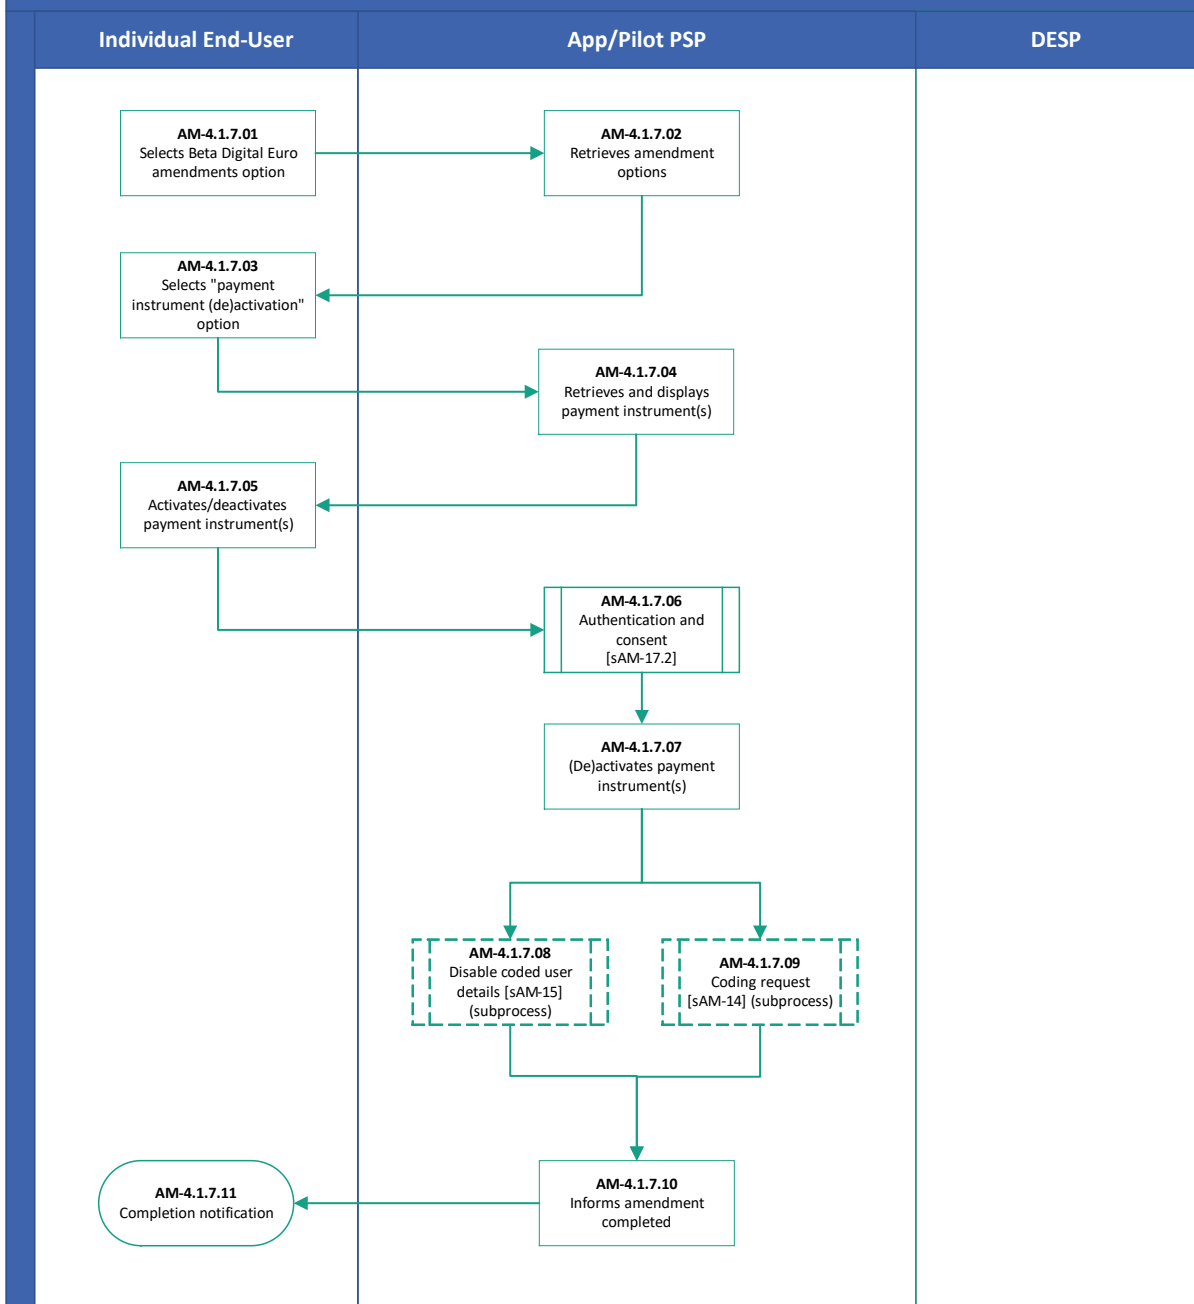 Individual End-User
App/Pilot PSP
DESP
AM-4.1.7.01
Selects Beta Digital Euro
amendments option
AM-4.1.7.02
Retrieves amendment
options
AM-4.1.7.03
Selects "payment
instrument (de)activation"
option
AM-4.1.7.04
Retrieves and displays
payment instrument(s)
AM-4.1.7.05
Activates/deactivates
payment instrument(s)
AM-4.1.7.06
Authentication and
consent
[sAM-17.2]
AM-4.1.7.07
(De)activates payment
instrument(s)
AM-4.1.7.08
Disable coded user
details [sAM-15]
(subprocess)
AM-4.1.7.09
Coding request
[sAM-14] (subprocess)
AM-4.1.7.10
Informs amendment
completed
AM-4.1.7.11
Completion notification